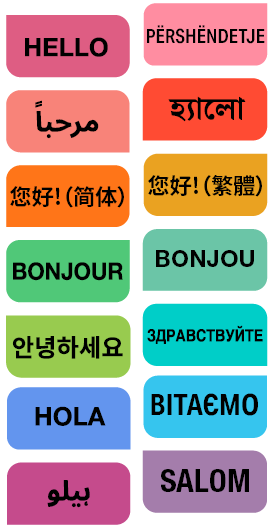 HELLO
PËRSHËNDETJE
مرحباً
হ্যালো
您好! (简体)
您好! (繁體)
BONJOUR
BONJOU
안녕하세요
ЗДРАВСТВУЙТЕ
HOLA
ВІТАЄМО
ہیلو
SALOM